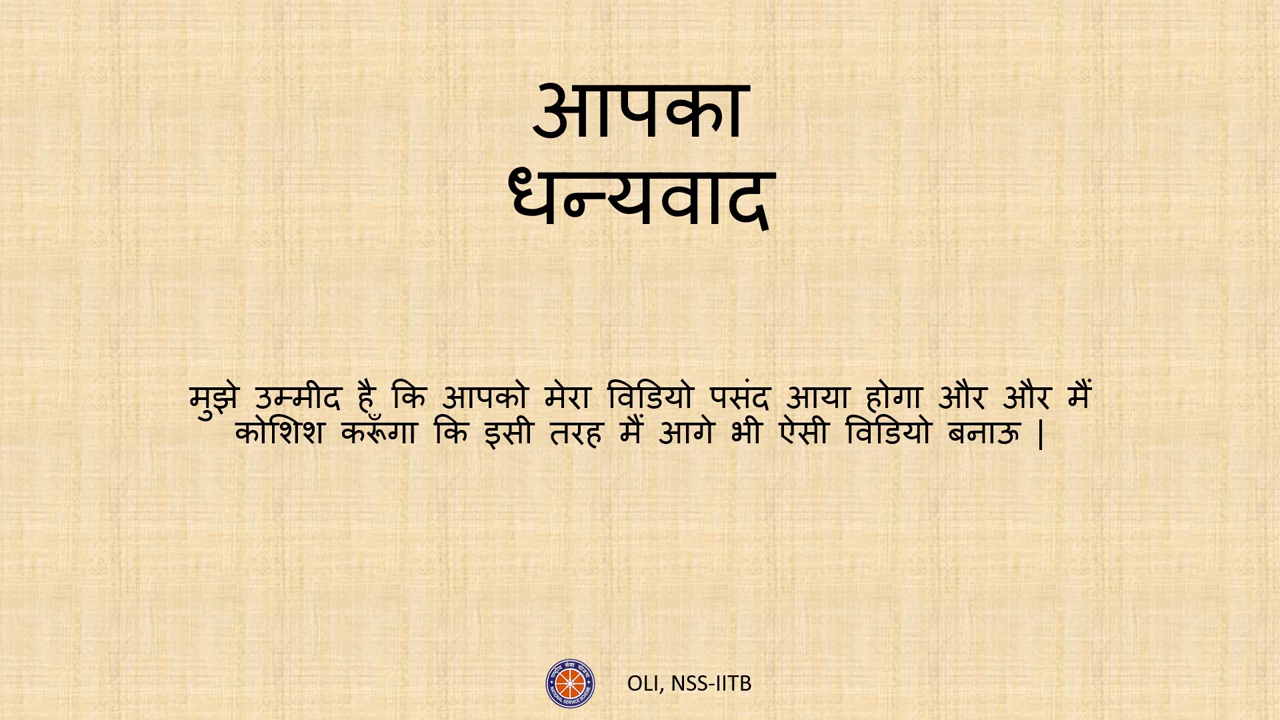 आपका
धन्यवाद
मुझे उम्मीद है कि आपको मेरा विडियो पसंद आया होगा और और मैं
कोशिश करूँगा कि इसी तरह मैं आगे भी ऐसी विडियो बनाऊ |
OLI, NSS-IITB